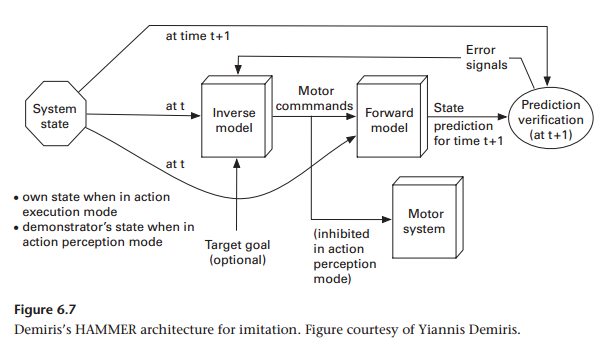 at time t+1
Error
signals
System
state
at t
Inverse
model
Motor
commmands
Forward
model
State
prediction
for time t+1
Prediction
verification
(at t+1)
at t
• own state when in action
execution mode
• demonstrator's state when in
action perception mode
Target goal
(optional)
(inhibited
in action
perception
mode)
Motor
system
Figure 6.7
Demiris's HAMMER architecture for imitation. Figure courtesy of Yiannis Demiris.